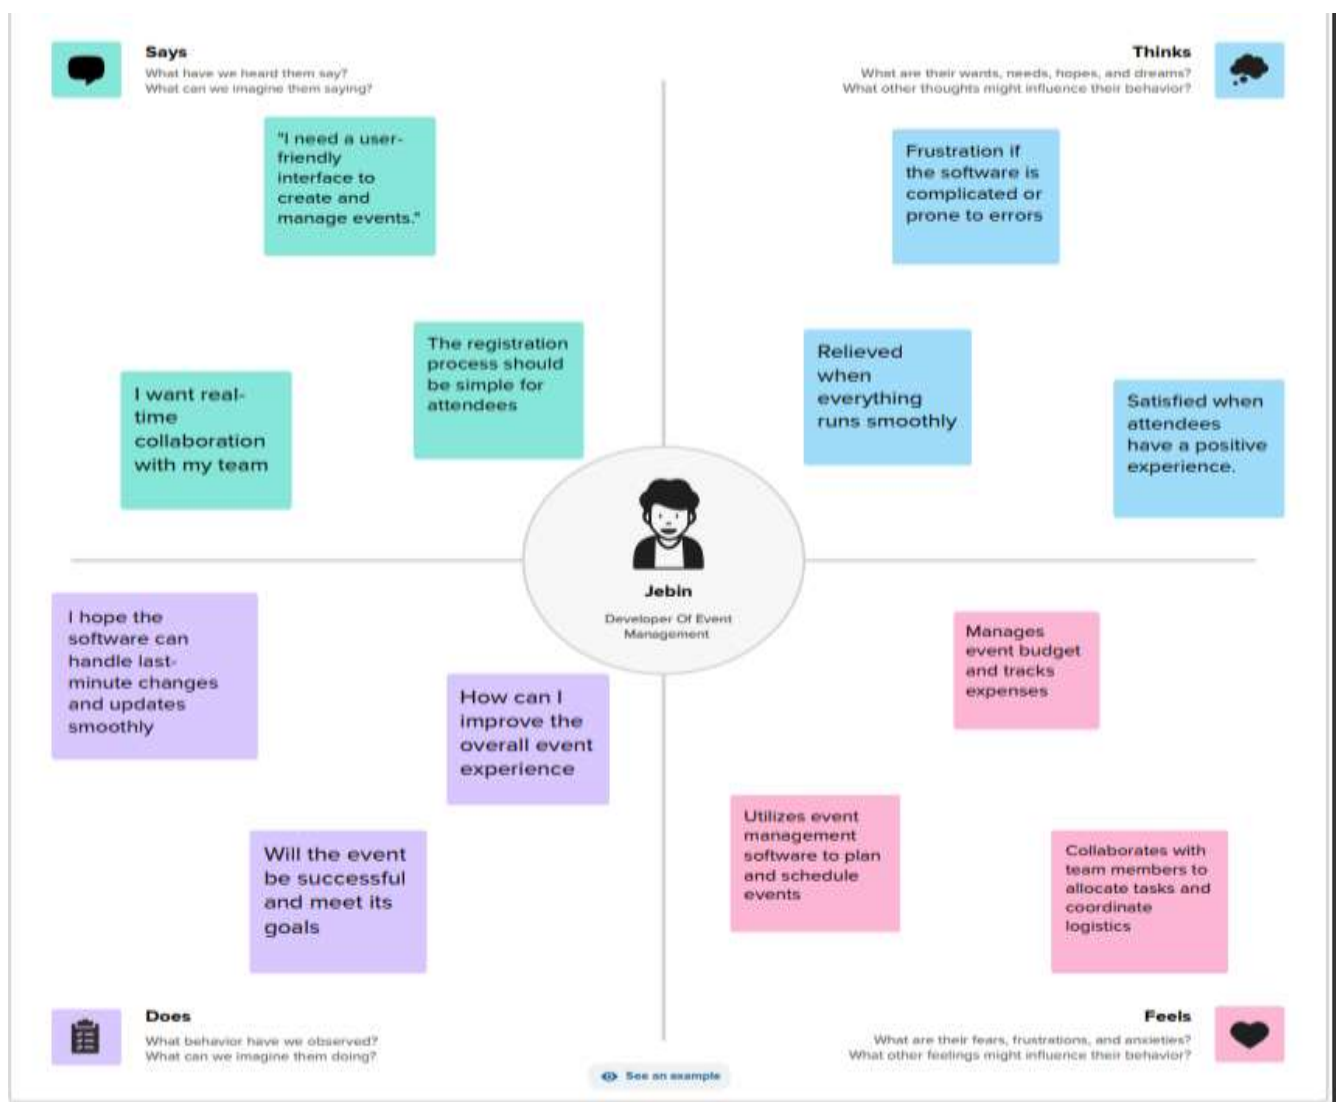 Says
What have we heard them say?
What can we imagine them saying?
"I need a user-
friendly
interface to
create and
manage events."
The registration
process should
be simple for
attendees
I want real-
time
collaboration
with my team
Thinks
What are their wants, needs, hopes, and dreams?
What other thoughts might influence their behavior?
Frustration if
the software is
complicated or
prone to errors
Relieved
when
everything
runs smoothly
Satisfied when
attendees
have a positive
experience.
Jebin
Developer Of Event
Management
I hope the
software can
handle last-
minute changes
and updates
smoothly
How can I
improve the
overall event
experience
Will the event
be successful
and meet its
goals
Does
What behavior have we observed?
What can we imagine them doing?
Manages
event budget
and tracks
expenses
Utilizes event
management
software to plan
and schedule
events
Collaborates with
team members to
allocate tasks and
coordinate
logistics
Feels
What are their fears, frustrations, and anxieties?
What other feelings might influence their behavior?
See an example